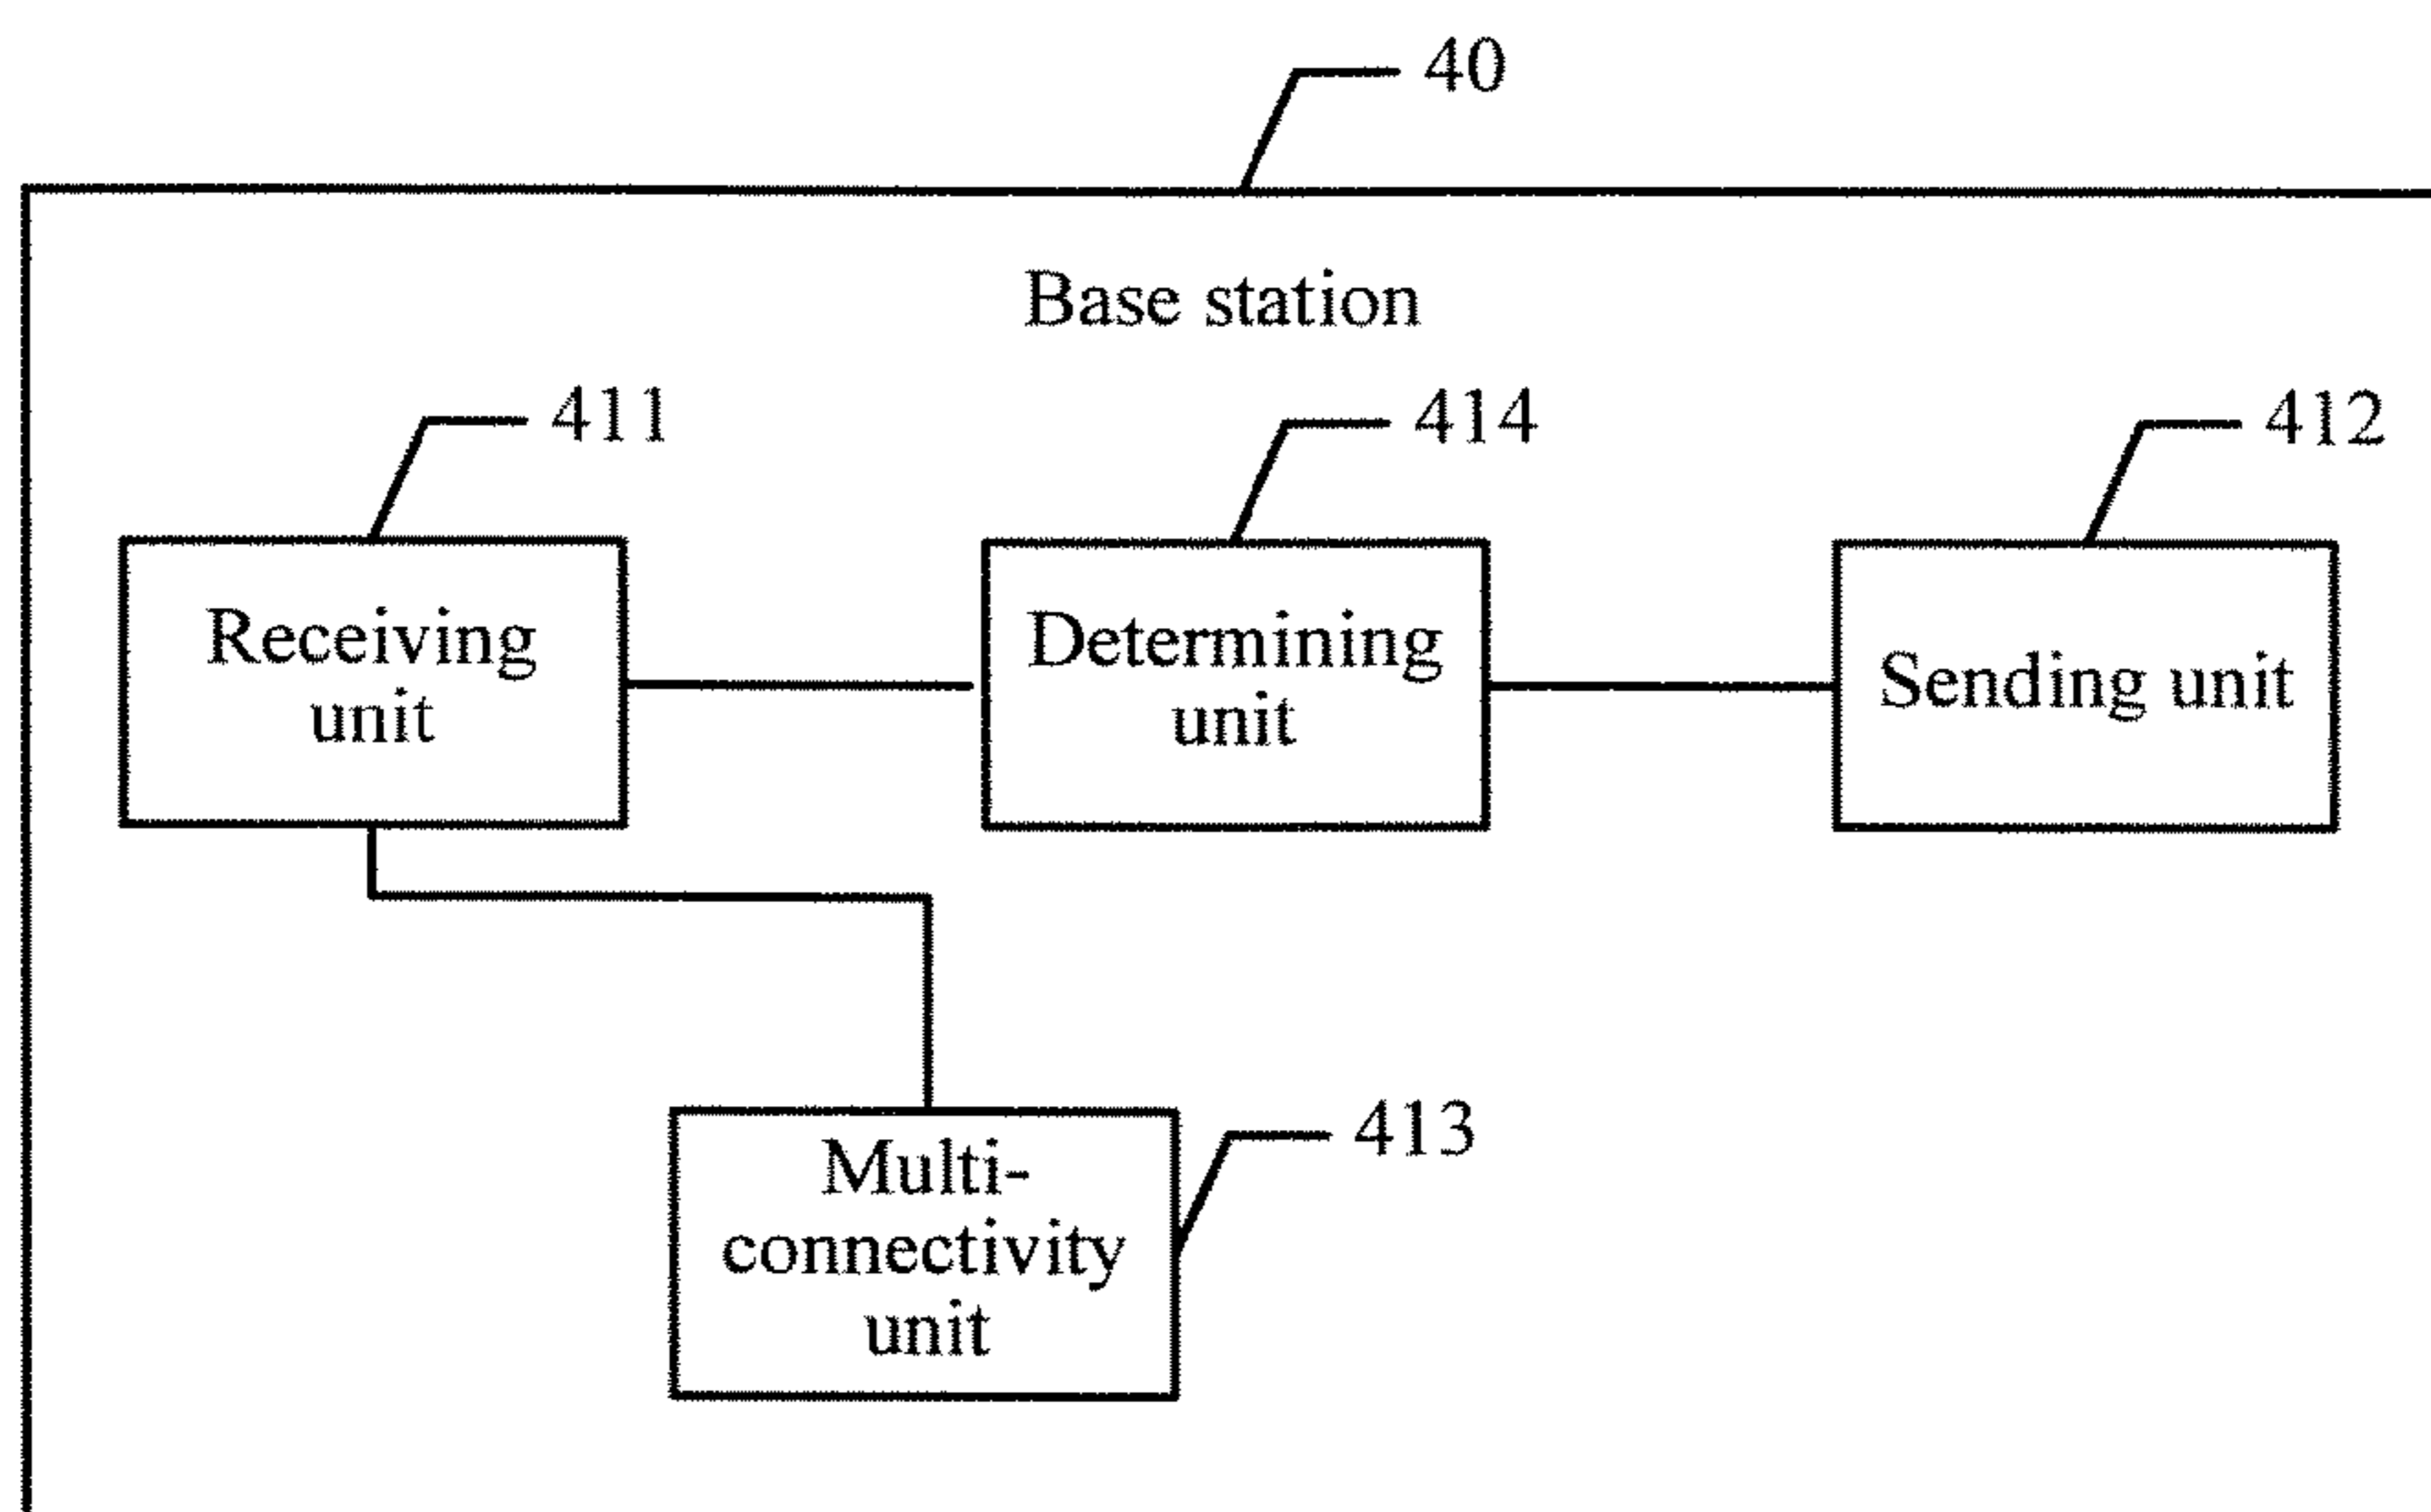 40
Base station
411
414
412
Receiving
unit
Determining
unit
Sending unit
413
Multi-
connectivity
unit